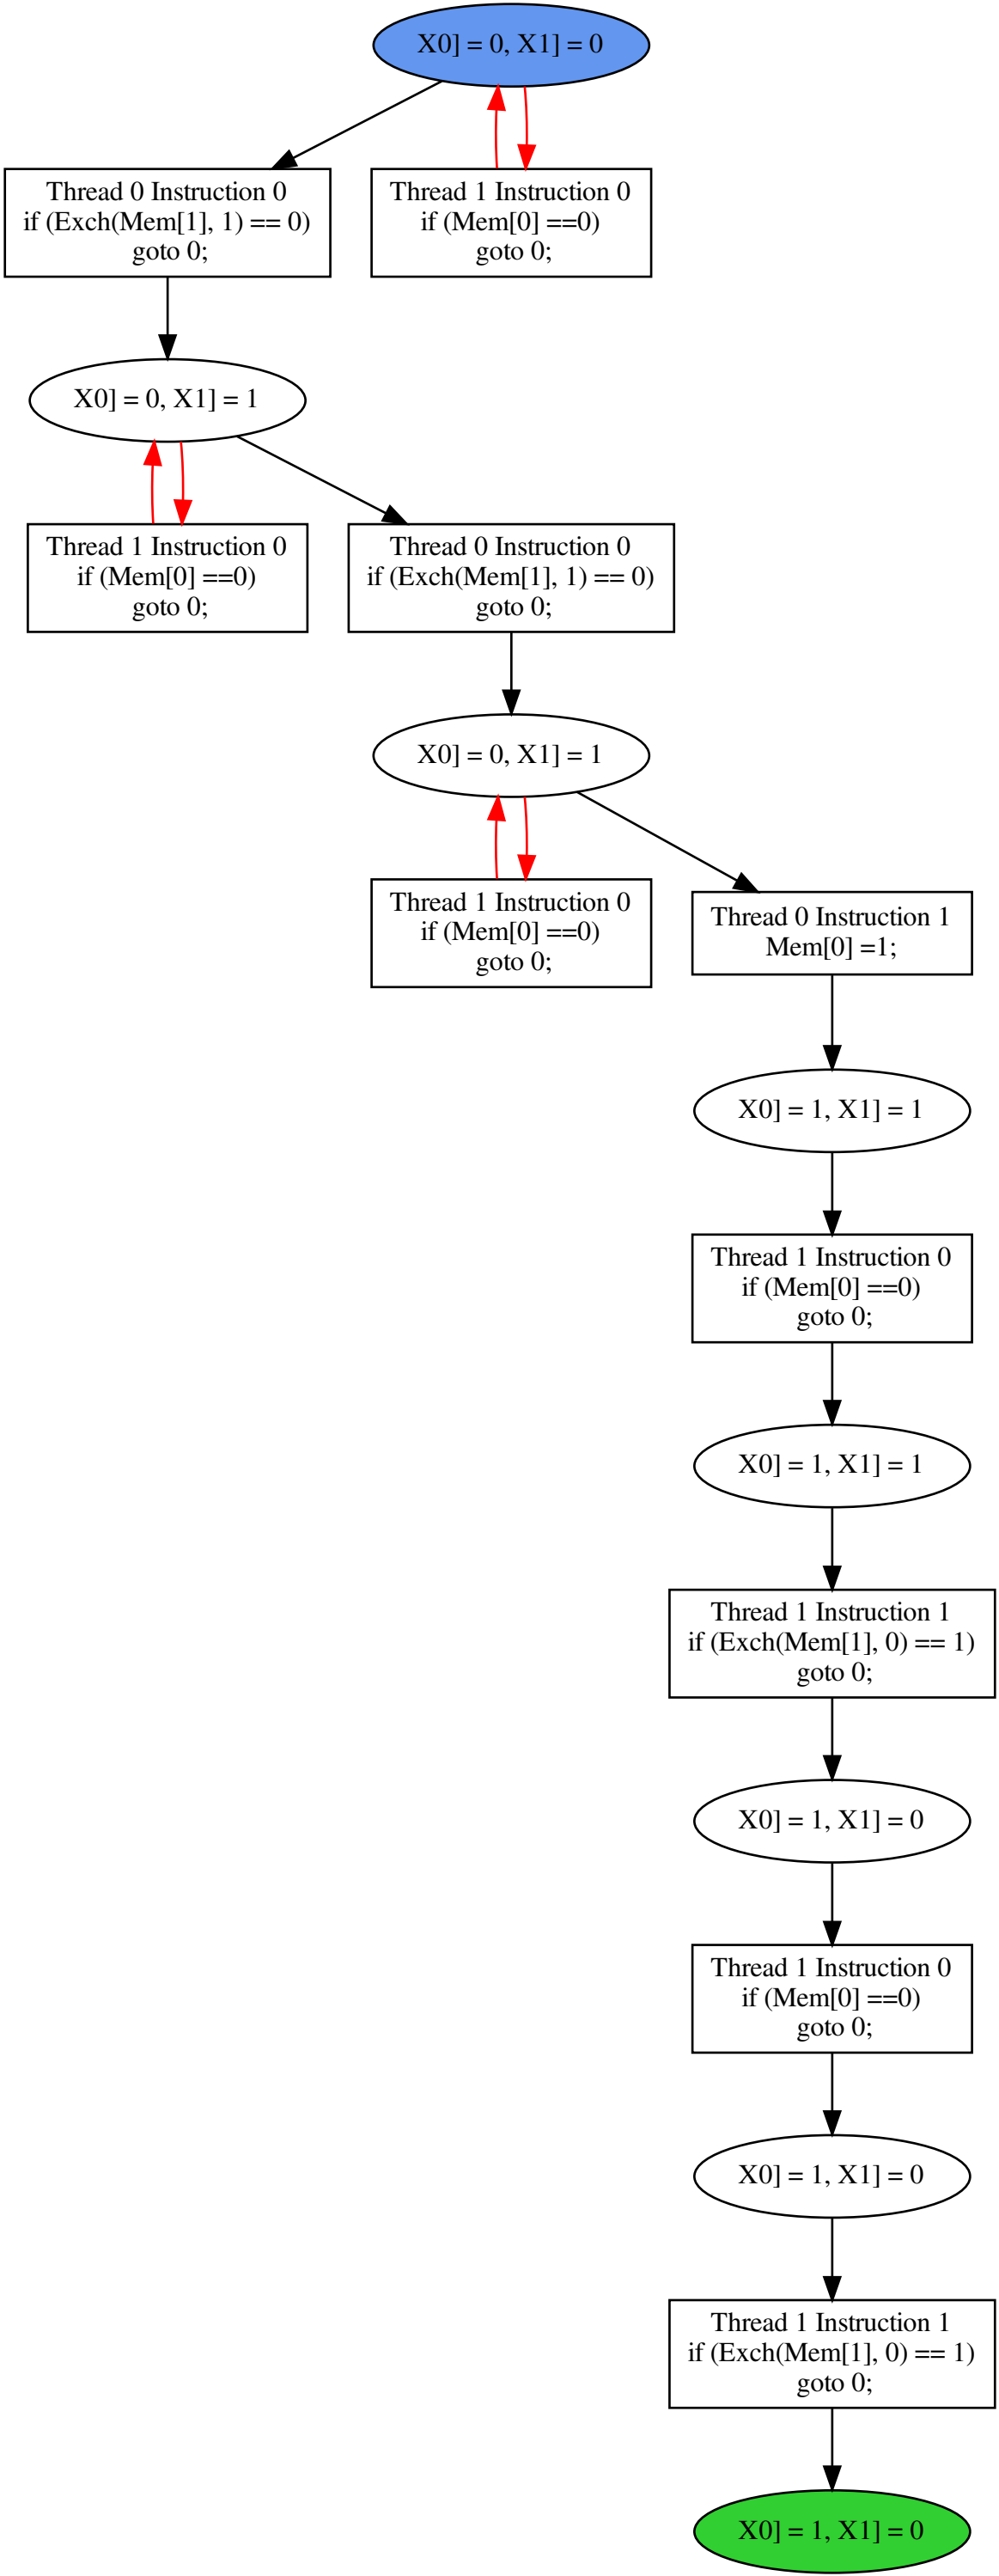 X0] = 0, X1] = 0
Thread 0 Instruction 0
if (Exch(Mem[1], 1) == 0)
goto 0;
Thread 1 Instruction 0
if (Mem[0] ==0)
goto 0;
X0] = 0, X1] = 1
Thread 1 Instruction 0
if (Mem[0] ==0)
goto 0;
Thread 0 Instruction 0
if (Exch(Mem[1], 1) == 0)
goto 0;
X0] = 0, X1] = 1
Thread 1 Instruction 0
if (Mem[0] ==0)
goto 0;
Thread 0 Instruction 1
Mem[0] =1;
X0] = 1, X1] = 1
Thread 1 Instruction 0
if (Mem[0] ==0)
goto 0;
X0] = 1, X1] = 1
Thread 1 Instruction 1
if (Exch(Mem[1], 0) == 1)
goto 0;
X0] = 1, X1] = 0
Thread 1 Instruction 0
if (Mem[0] ==0)
goto 0;
X0] = 1, X1] = 0
Thread 1 Instruction 1
if (Exch(Mem[1], 0) == 1)
goto 0;
X0] = 1, X1] = 0